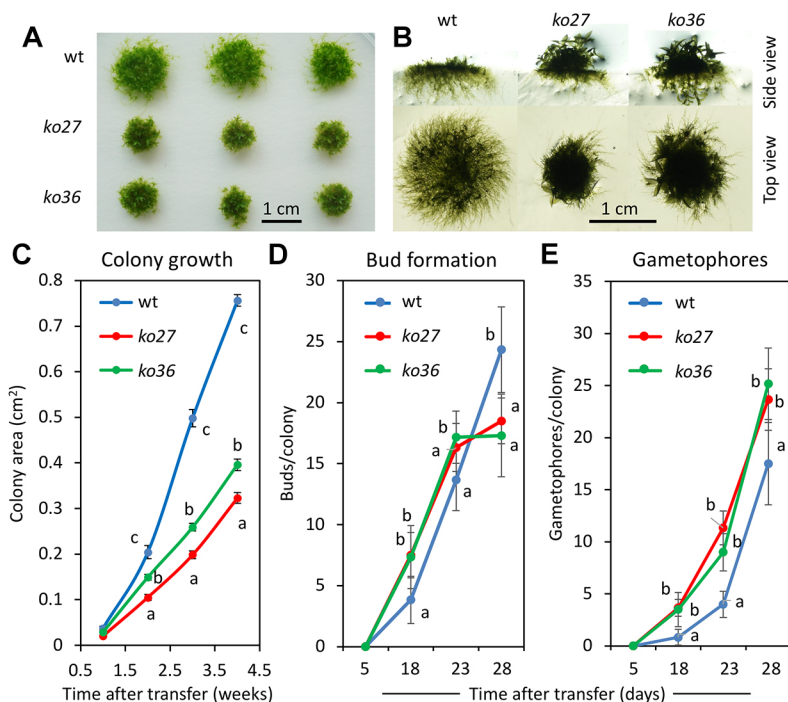 A
wt
ko27
ko36
1 cm
B
wt ko27 ko36
Side view
Top view
1 cm
C Colony growth
Colony area (cm²)
0.8
0.7
0.6
0.5
0.4
0.3
0.2
0.1
0
wt
ko27
ko36
c
c
c
b
b
b
a
a
a
0.5 1.5 2.5 3.5 4.5
Time after transfer (weeks)
D Bud formation
Buds/colony
30
25
20
15
10
5
0
wt
ko27
ko36
b
b
a
a
a
a
b
b
a
5 18 23 28
E Gametophores
Gametophores/colony
35
30
25
20
15
10
5
0
wt
ko27
ko36
b
b
a
b
b
a
b
b
a
5 18 23 28
Time after transfer (days)